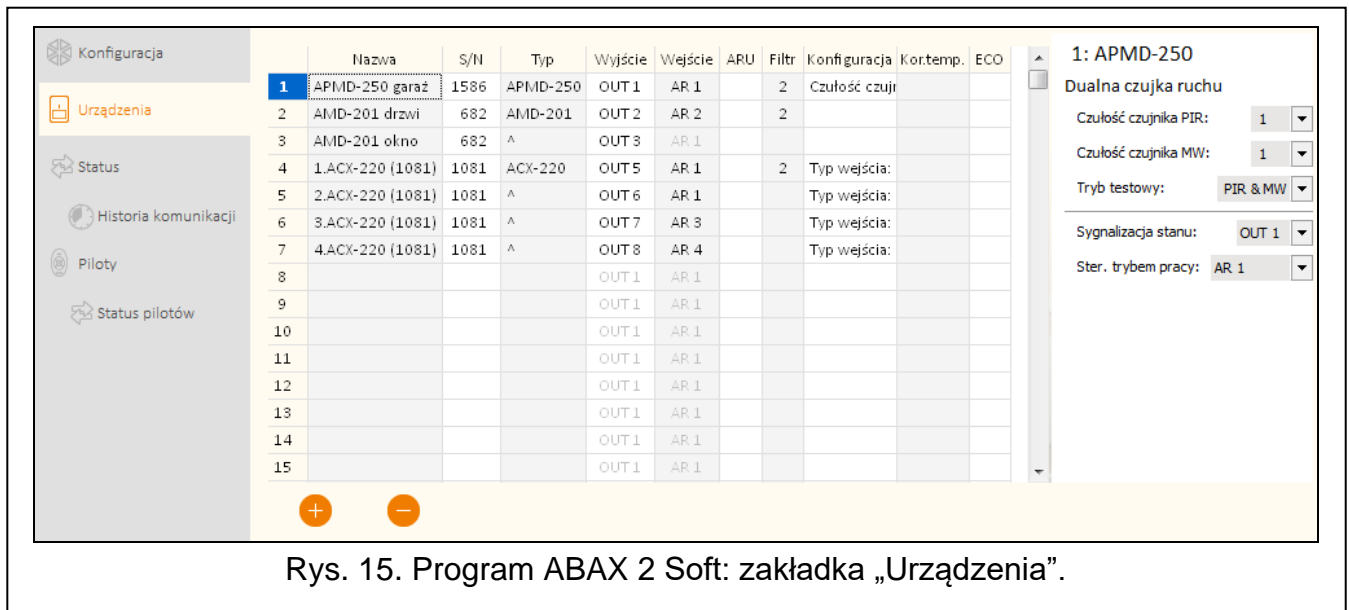 Konfiguracja
Urządzenia
Status
Historia komunikacji
Piloty
Status pilotów
Nazwa S/N Typ Wyjście Wejście ARU Filtr Konfiguracja Kor.temp. ECO
1 APMD-250 garaż 1586 APMD-250 OUT 1 AR 1 2 Czułość czujr
2 AMD-201 drzwi 682 AMD-201 OUT 2 AR 2 2
3 AMD-201 okno 682 ^ OUT 3 AR 1
4 1.ACX-220 (1081) 1081 ACX-220 OUT 5 AR 1 2 Typ wejścia:
5 2.ACX-220 (1081) 1081 ^ OUT 6 AR 1 Typ wejścia:
6 3.ACX-220 (1081) 1081 ^ OUT 7 AR 3 Typ wejścia:
7 4.ACX-220 (1081) 1081 ^ OUT 8 AR 4 Typ wejścia:
8 OUT 1 AR 1
9 OUT 1 AR 1
10 OUT 1 AR 1
11 OUT 1 AR 1
12 OUT 1 AR 1
13 OUT 1 AR 1
14 OUT 1 AR 1
15 OUT 1 AR 1
1: APMD-250
Dualna czujka ruchu
Czułość czujnika PIR: 1
Czułość czujnika MW: 1
Tryb testowy: PIR & MW
Sygnalizacja stanu: OUT 1
Ster. trybem pracy: AR 1
Rys. 15. Program ABAX 2 Soft: zakładka „Urządzenia”.